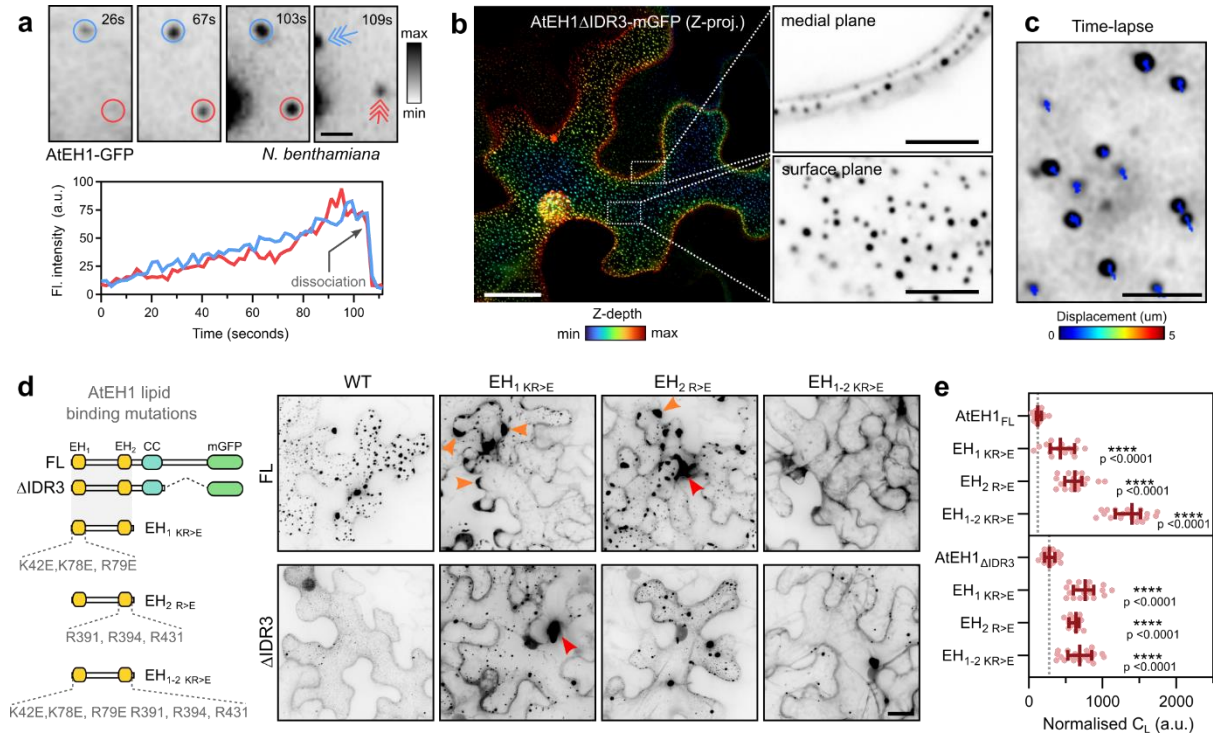 a
26s
67s
103s
109s
max
min
AtEH1-GFP
N. benthamiana
Fl. intensity (a.u.)
100
75
50
25
0
dissociation
0 20 40 60 80 100
Time (seconds)
b
AtEH1ΔIDR3-mGFP (Z-proj.)
medial plane
surface plane
Z-depth
min max
c
Time-lapse
Displacement (um)
0 5
d
AtEH1 lipid
binding mutations
EH1 EH2 CC mGFP
FL
ΔIDR3
EH1 KR>E
K42E,K78E, R79E
EH2 R>E
R391, R394, R431
EH1-2 KR>E
K42E,K78E, R79E R391, R394, R431
WT
EH1 KR>E
EH2 R>E
EH1-2 KR>E
FL
ΔIDR3
e
AtEH1FL
EH1 KR>E
**** p <0.0001
EH2 R>E
**** p <0.0001
EH1-2 KR>E
**** p <0.0001
AtEH1ΔIDR3
EH1 KR>E
**** p <0.0001
EH2 R>E
**** p <0.0001
EH1-2 KR>E
**** p <0.0001
0 1000 2000
Normalised CL (a.u.)